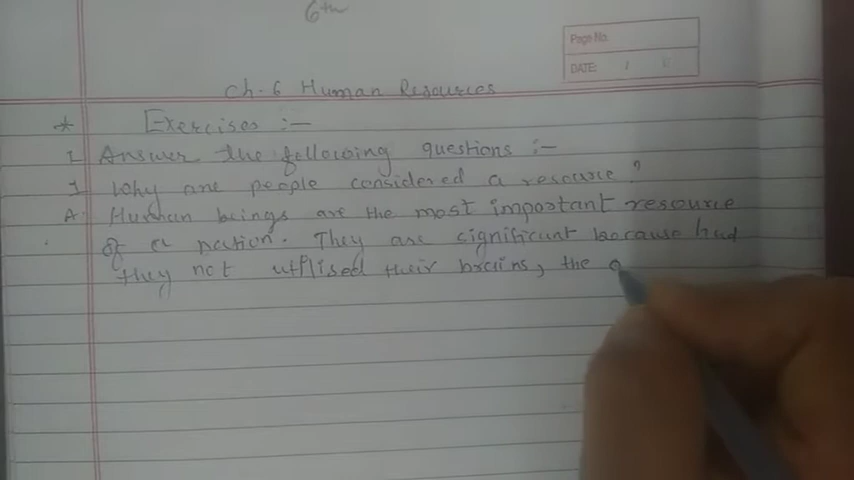 6th
Page No.
DATE: / /
Ch-6 Human Resources
* Exercises :-
I Answer the following questions :-
1 Why are people considered a resource?
A. Human beings are the most important resource
of a nation. They are significant because had
they not utilised their brains, the